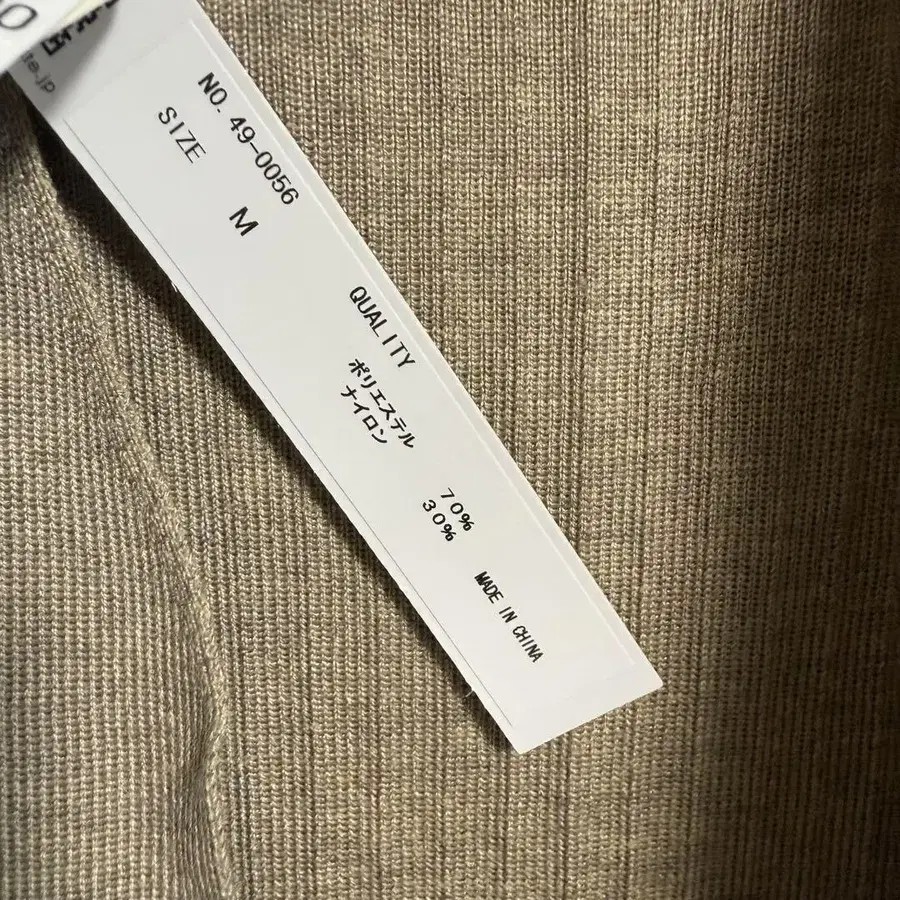 NO. 49-0056
SIZE
M
QUALITY
ポリエステル 70%
ナイロン 30%
MADE IN CHINA